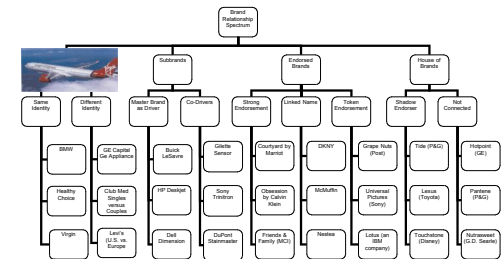 Brand
Relationship
Spectrum
Subbrands
Endorsed
Brands
House of
Brands
Same
Identity
Different
Identity
Master Brand
as Driver
Co-Drivers
Strong
Endorsement
Linked Name
Token
Endorsement
Shadow
Endorser
Not
Connected
BMW
GE Capital
Ge Appliance
Buick
LeSavre
Gilette
Sensor
Courtyard by
Marriot
DKNY
Grape Nuts
(Post)
Tide (P&G)
Hotpoint
(GE)
Healthy
Choice
Club Med
Singles
versus
Couples
HP Deskjet
Sony
Trinitron
Obsession
by Calvin
Klein
McMuffin
Universal
Pictures
(Sony)
Lexus
(Toyota)
Pantene
(P&G)
Virgin
Levi's
(U.S. vs.
Europe
Dell
Dimension
DuPont
Stainmaster
Friends &
Family (MCI)
Nestea
Lotus (an
IBM
company)
Touchstone
(Disney)
Nutrasweet
(G.D. Searle)